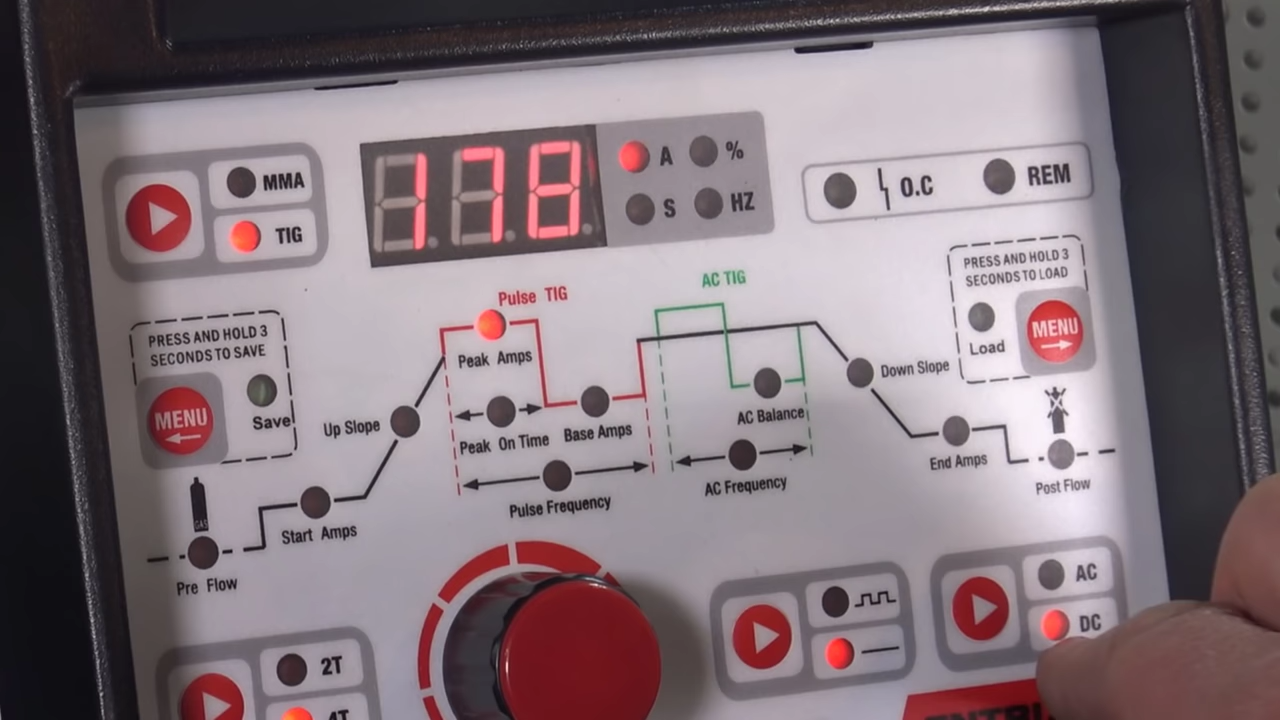 178
A
%
S
HZ
MMA
TIG
O.C
REM
PRESS AND HOLD 3
SECONDS TO SAVE
MENU
Save
PRESS AND HOLD 3
SECONDS TO LOAD
Load
MENU
Pulse TIG
AC TIG
Peak Amps
Up Slope
Peak On Time
Base Amps
AC Balance
Down Slope
Pulse Frequency
AC Frequency
End Amps
Post Flow
GAS
Start Amps
Pre Flow
AC
DC
2T
4T